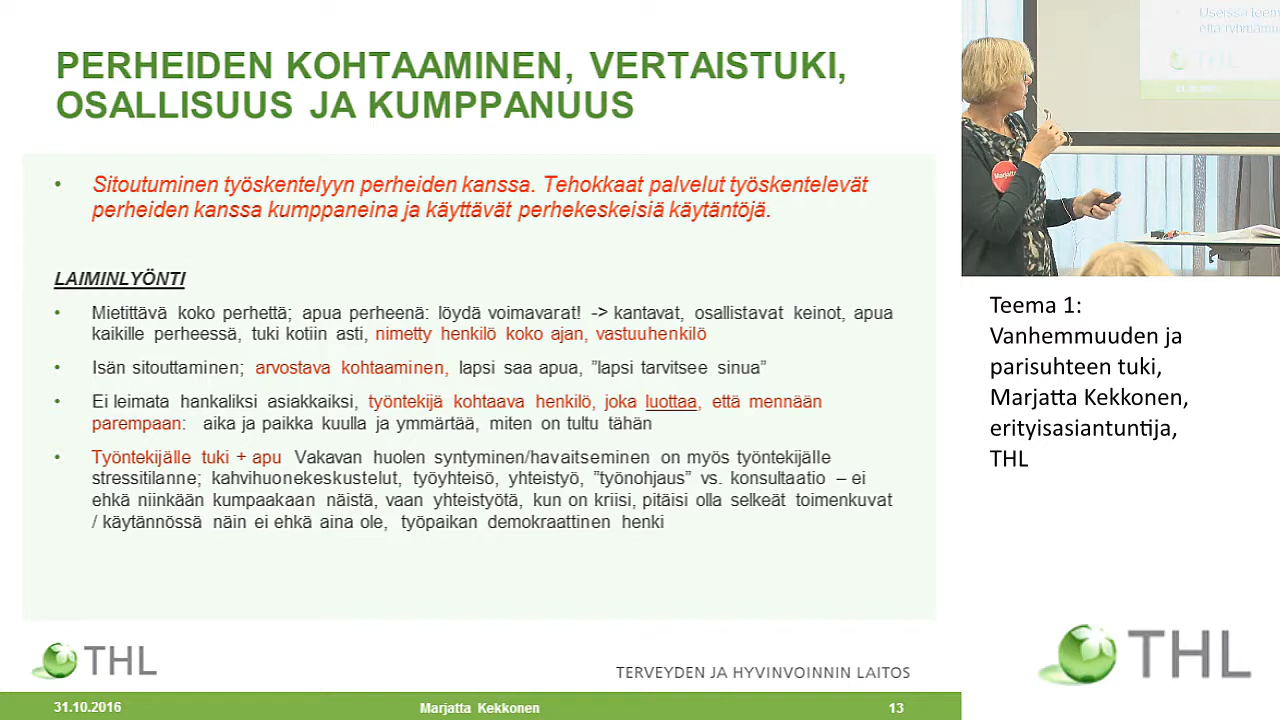 PERHEIDEN KOHTAAMINEN, VERTAISTUKI,
OSALLISUUS JA KUMPPANUUS
• Sitoutuminen työskentelyyn perheiden kanssa. Tehokkaat palvelut työskentelevät
perheiden kanssa kumppaneina ja käyttävät perhekeskeisiä käytäntöjä.
LAIMINLYÖNTI
• Mietittävä koko perhettä; apua perheenä: löydä voimavarat! -> kantavat, osallistavat keinot, apua
kaikille perheessä, tuki kotiin asti, nimetty henkilö koko ajan, vastuuhenkilö
• Isän sitouttaminen; arvostava kohtaaminen, lapsi saa apua, ”lapsi tarvitsee sinua”
• Ei leimata hankaliksi asiakkaiksi, työntekijä kohtaava henkilö, joka luottaa, että mennään
parempaan: aika ja paikka kuulla ja ymmärtää, miten on tultu tähän
• Työntekijälle tuki + apu Vakavan huolen syntyminen/havaitseminen on myös työntekijälle
stressitilanne; kahvihuonekeskustelut, työyhteisö, yhteistyö, ”työnohjaus” vs. konsultaatio – ei
ehkä niinkään kumpaakaan näistä, vaan yhteistyötä, kun on kriisi, pitäisi olla selkeät toimenkuvat
/ käytännössä näin ei ehkä aina ole, työpaikan demokraattinen henki
THL
TERVEYDEN JA HYVINVOINNIN LAITOS
31.10.2016 Marjatta Kekkonen 13
Useissa
että
THL
Marjatta
Teema 1:
Vanhemmuuden ja
parisuhteen tuki,
Marjatta Kekkonen,
erityisasiantuntija,
THL
THL